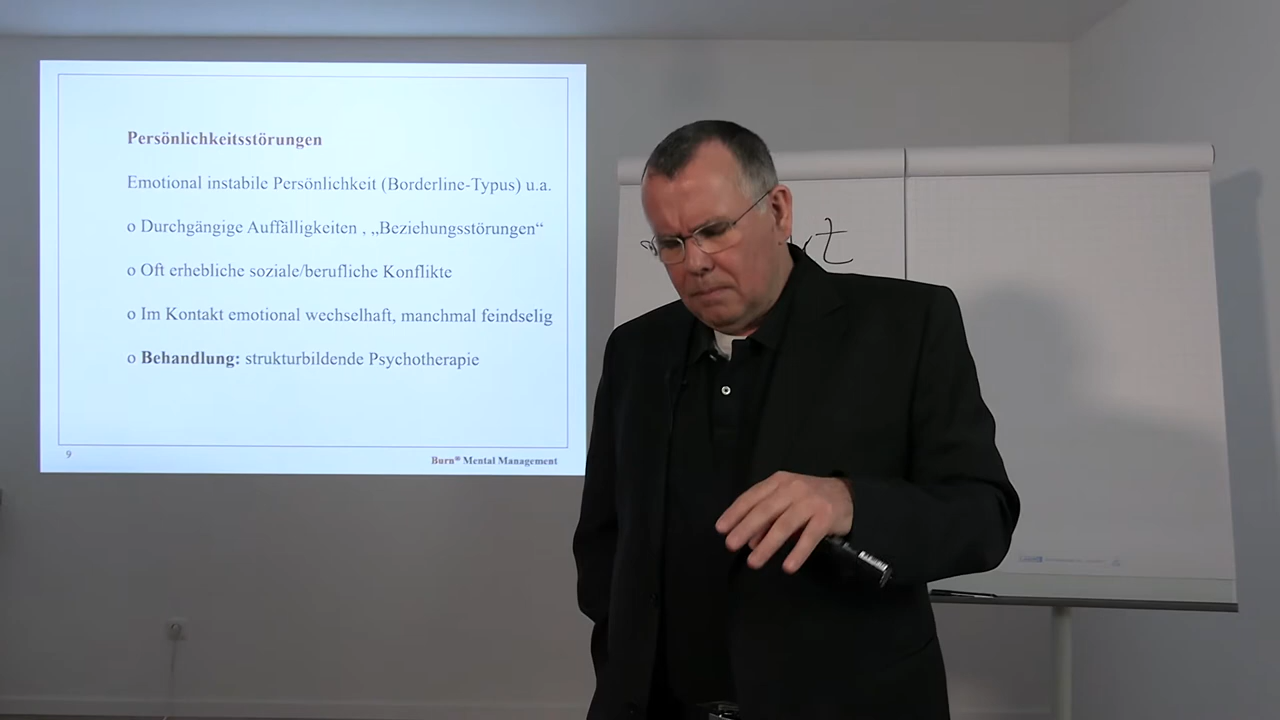 Persönlichkeitsstörungen
Emotional instabile Persönlichkeit (Borderline-Typus) u.a.
o Durchgängige Auffälligkeiten , „Beziehungsstörungen“
o Oft erhebliche soziale/berufliche Konflikte
o Im Kontakt emotional wechselhaft, manchmal feindselig
o Behandlung: strukturbildende Psychotherapie
9
Burn® Mental Management